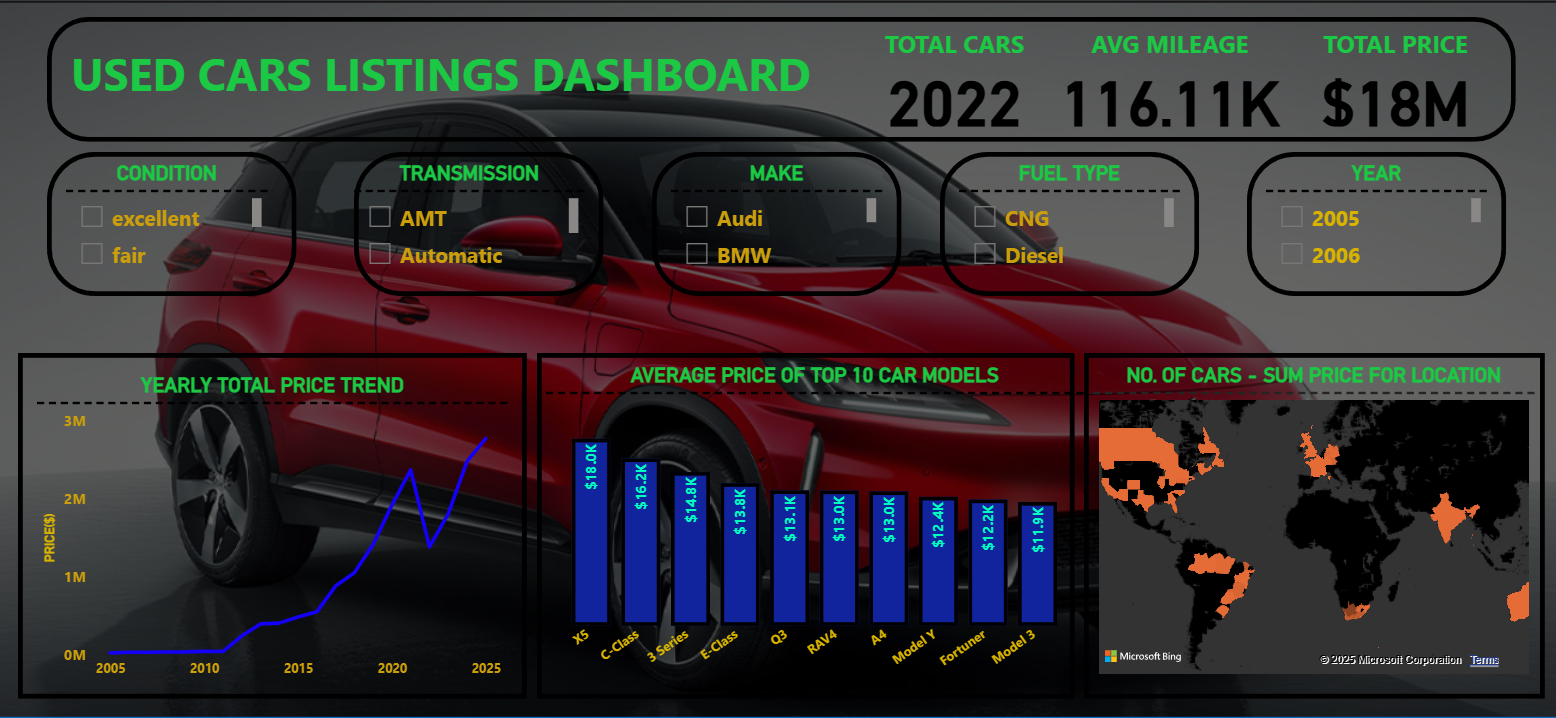 USED CARS LISTINGS DASHBOARD
TOTAL CARS
2022
AVG MILEAGE
116.11K
TOTAL PRICE
$18M
CONDITION
excellent
fair
TRANSMISSION
AMT
Automatic
MAKE
Audi
BMW
FUEL TYPE
CNG
Diesel
YEAR
2005
2006
YEARLY TOTAL PRICE TREND
PRICE($)
3M
2M
1M
0M
2005 2010 2015 2020 2025
AVERAGE PRICE OF TOP 10 CAR MODELS
$18.0K $16.2K $14.8K $13.8K $13.1K $13.0K $13.0K $12.4K $12.2K $11.9K
X5 C-Class 3 Series E-Class Q3 RAV4 A4 Model Y Fortuner Model 3
NO. OF CARS - SUM PRICE FOR LOCATION
Microsoft Bing
© 2025 Microsoft Corporation Terms